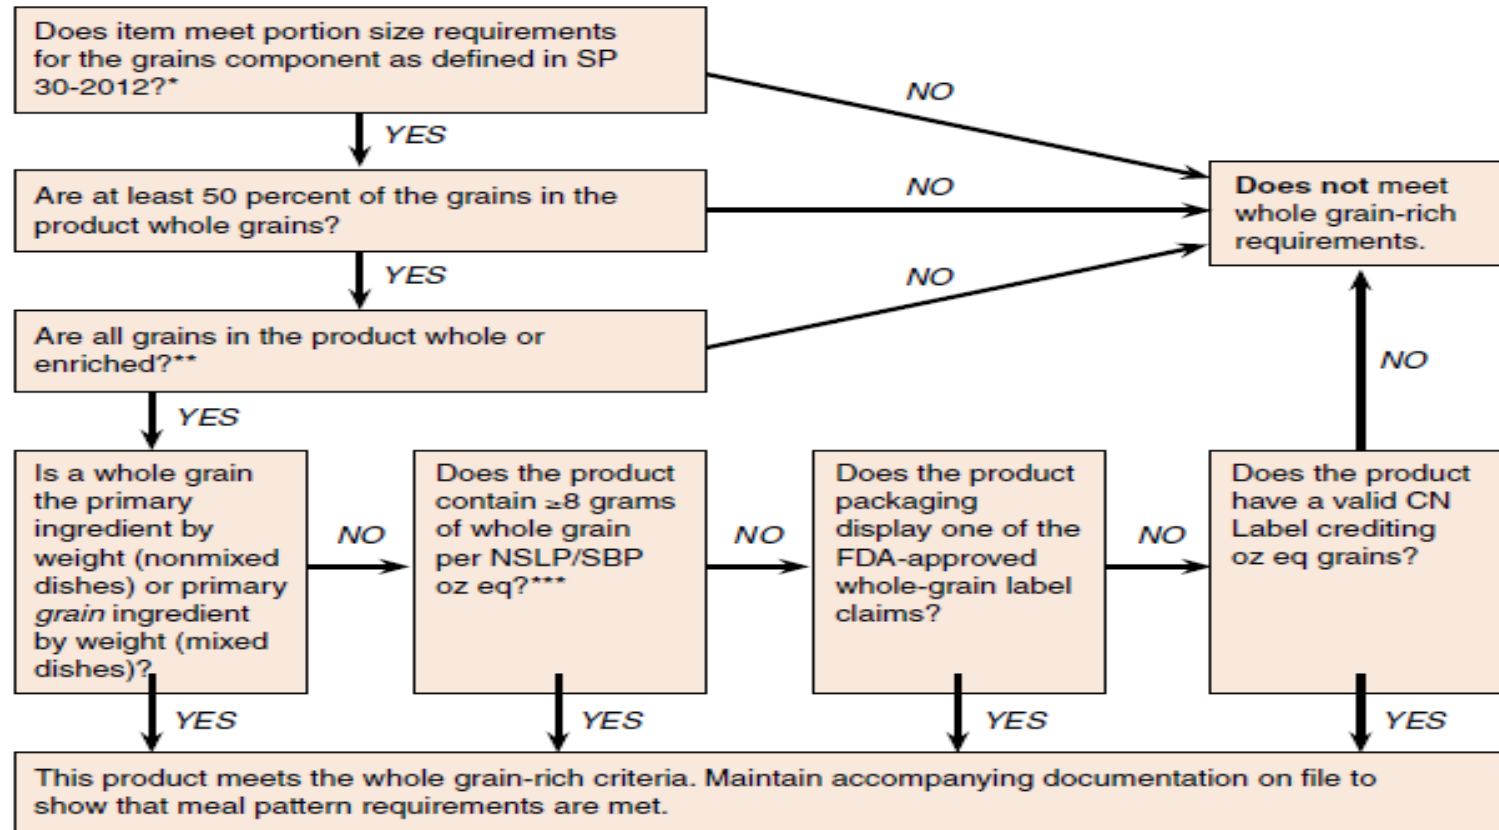 Does item meet portion size requirements
for the grains component as defined in SP
30-2012?*
NO
YES
Are at least 50 percent of the grains in the
product whole grains?
NO
Does not meet
whole grain-rich
requirements.
YES
NO
Are all grains in the product whole or
enriched?**
NO
YES
Is a whole grain
the primary
ingredient by
weight (nonmixed
dishes) or primary
grain ingredient
by weight (mixed
dishes)?
NO
Does the product
contain ≥8 grams
of whole grain
per NSLP/SBP
oz eq?***
NO
Does the product
packaging
display one of the
FDA-approved
whole-grain label
claims?
NO
Does the product
have a valid CN
Label crediting
oz eq grains?
YES
YES
YES
YES
This product meets the whole grain-rich criteria. Maintain accompanying documentation on file to
show that meal pattern requirements are met.